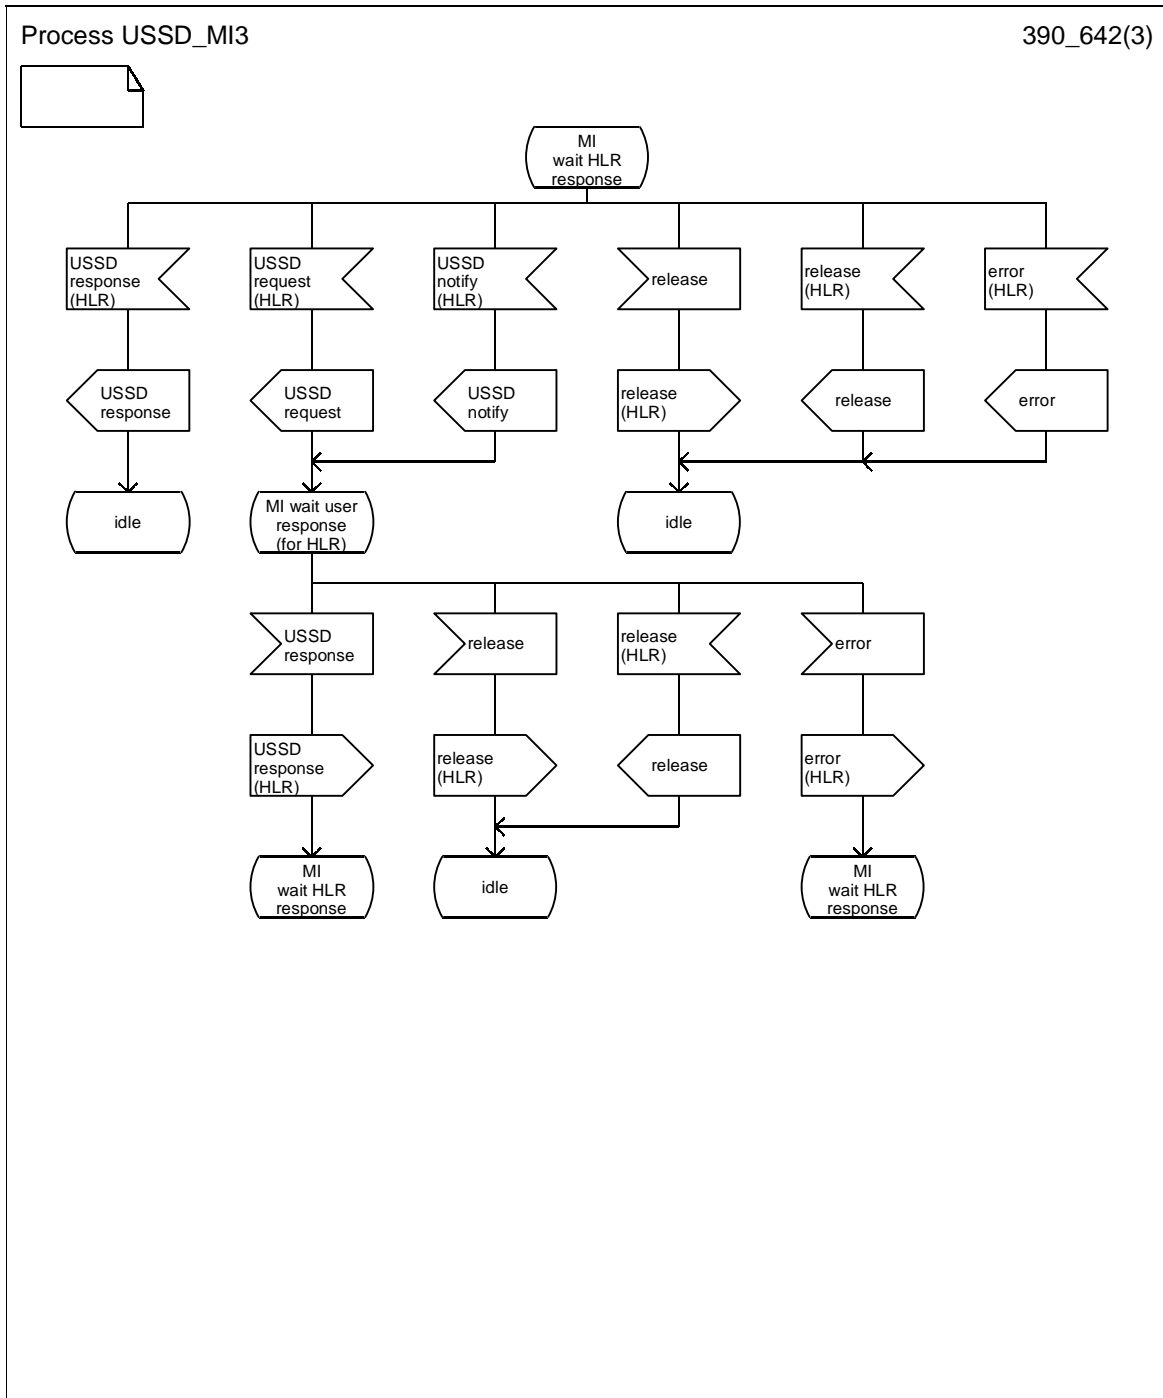 Process USSD_MI3
390_642(3)
MI
wait HLR
response
USSD
response
(HLR)
USSD
request
(HLR)
USSD
notify
(HLR)
release
release
(HLR)
error
(HLR)
USSD
response
USSD
request
USSD
notify
release
(HLR)
release
error
idle
MI wait user
response
(for HLR)
idle
USSD
response
release
release
(HLR)
error
USSD
response
(HLR)
release
(HLR)
release
error
(HLR)
MI
wait HLR
response
idle
MI
wait HLR
response